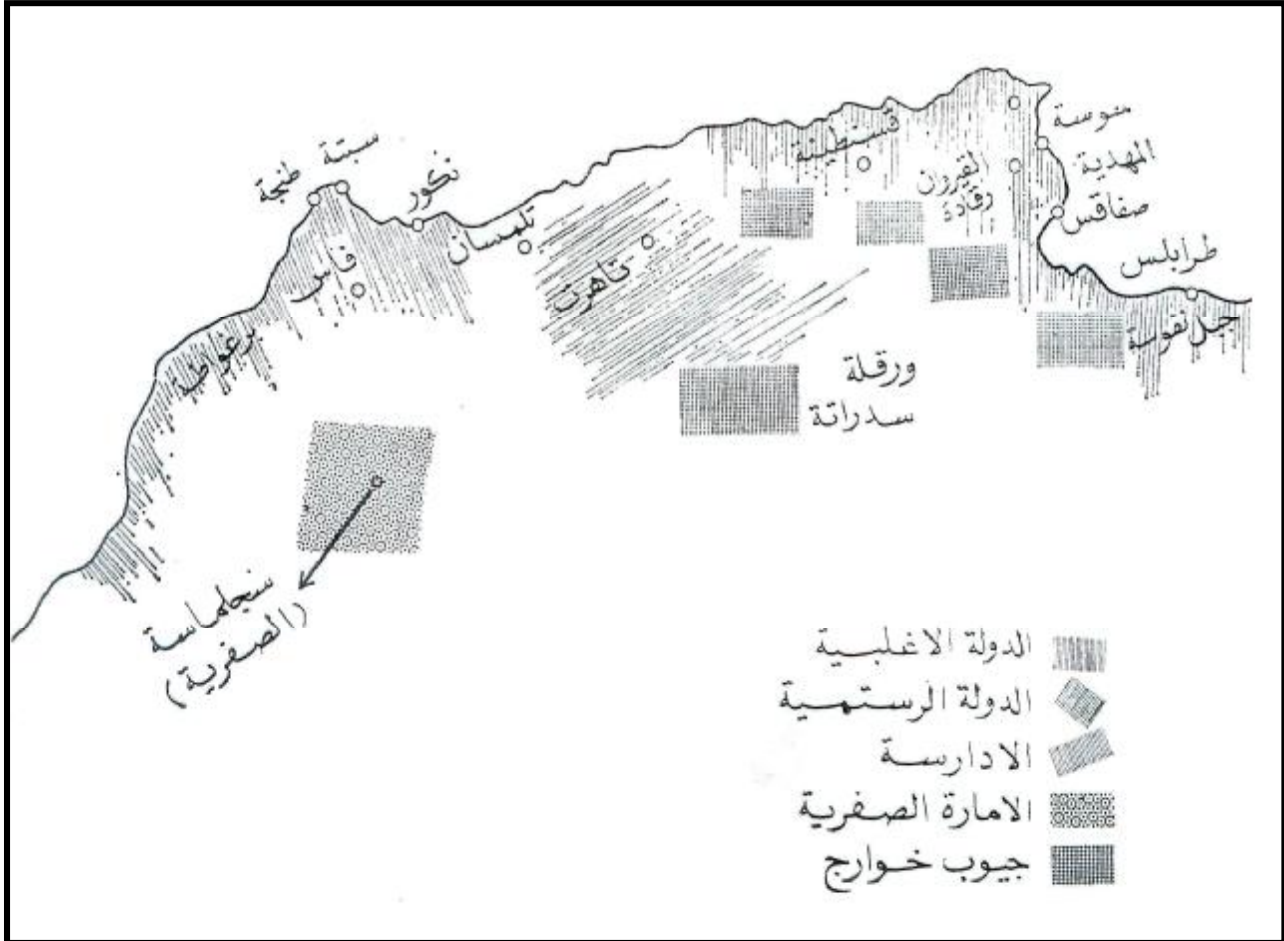 سبتة
طنجة
نكور
تلمسان
فاس
برغواطة
تاهرت
قسنطينة
القيروان
رقادة
سوسة
المهدية
صفاقس
طرابلس
جبل نفوسة
ورقلة
سدراتة
سجلماسة
(الصفرية)
الدولة الاغلبية
الدولة الرستمية
الادارسة
الامارة الصفرية
جيوب خوارج